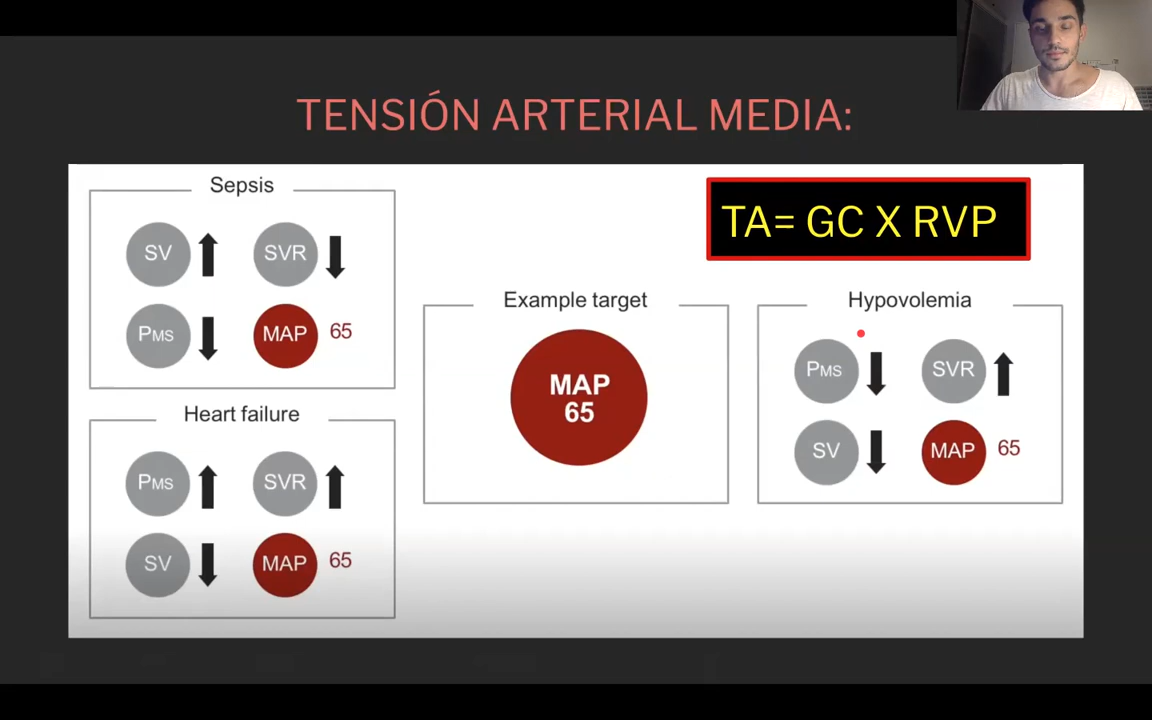 TENSIÓN ARTERIAL MEDIA:
Sepsis
SV SVR
PMS MAP 65
Heart failure
PMS SVR
SV MAP 65
Example target
MAP
65
TA= GC X RVP
Hypovolemia
PMS SVR
SV MAP 65